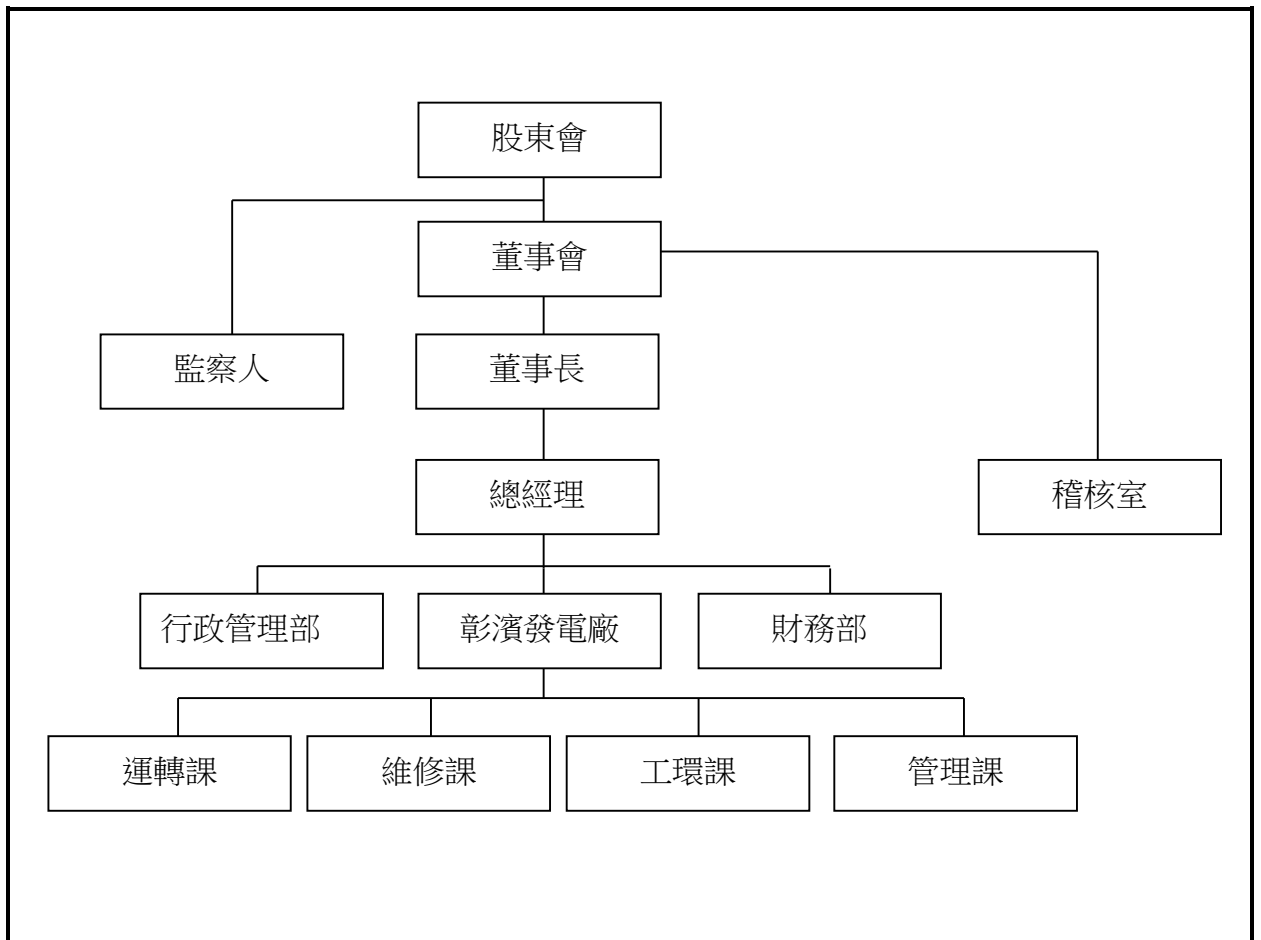 股東會
董事會
監察人
董事長
總經理
稽核室
行政管理部
彰濱發電廠
財務部
運轉課
維修課
工環課
管理課